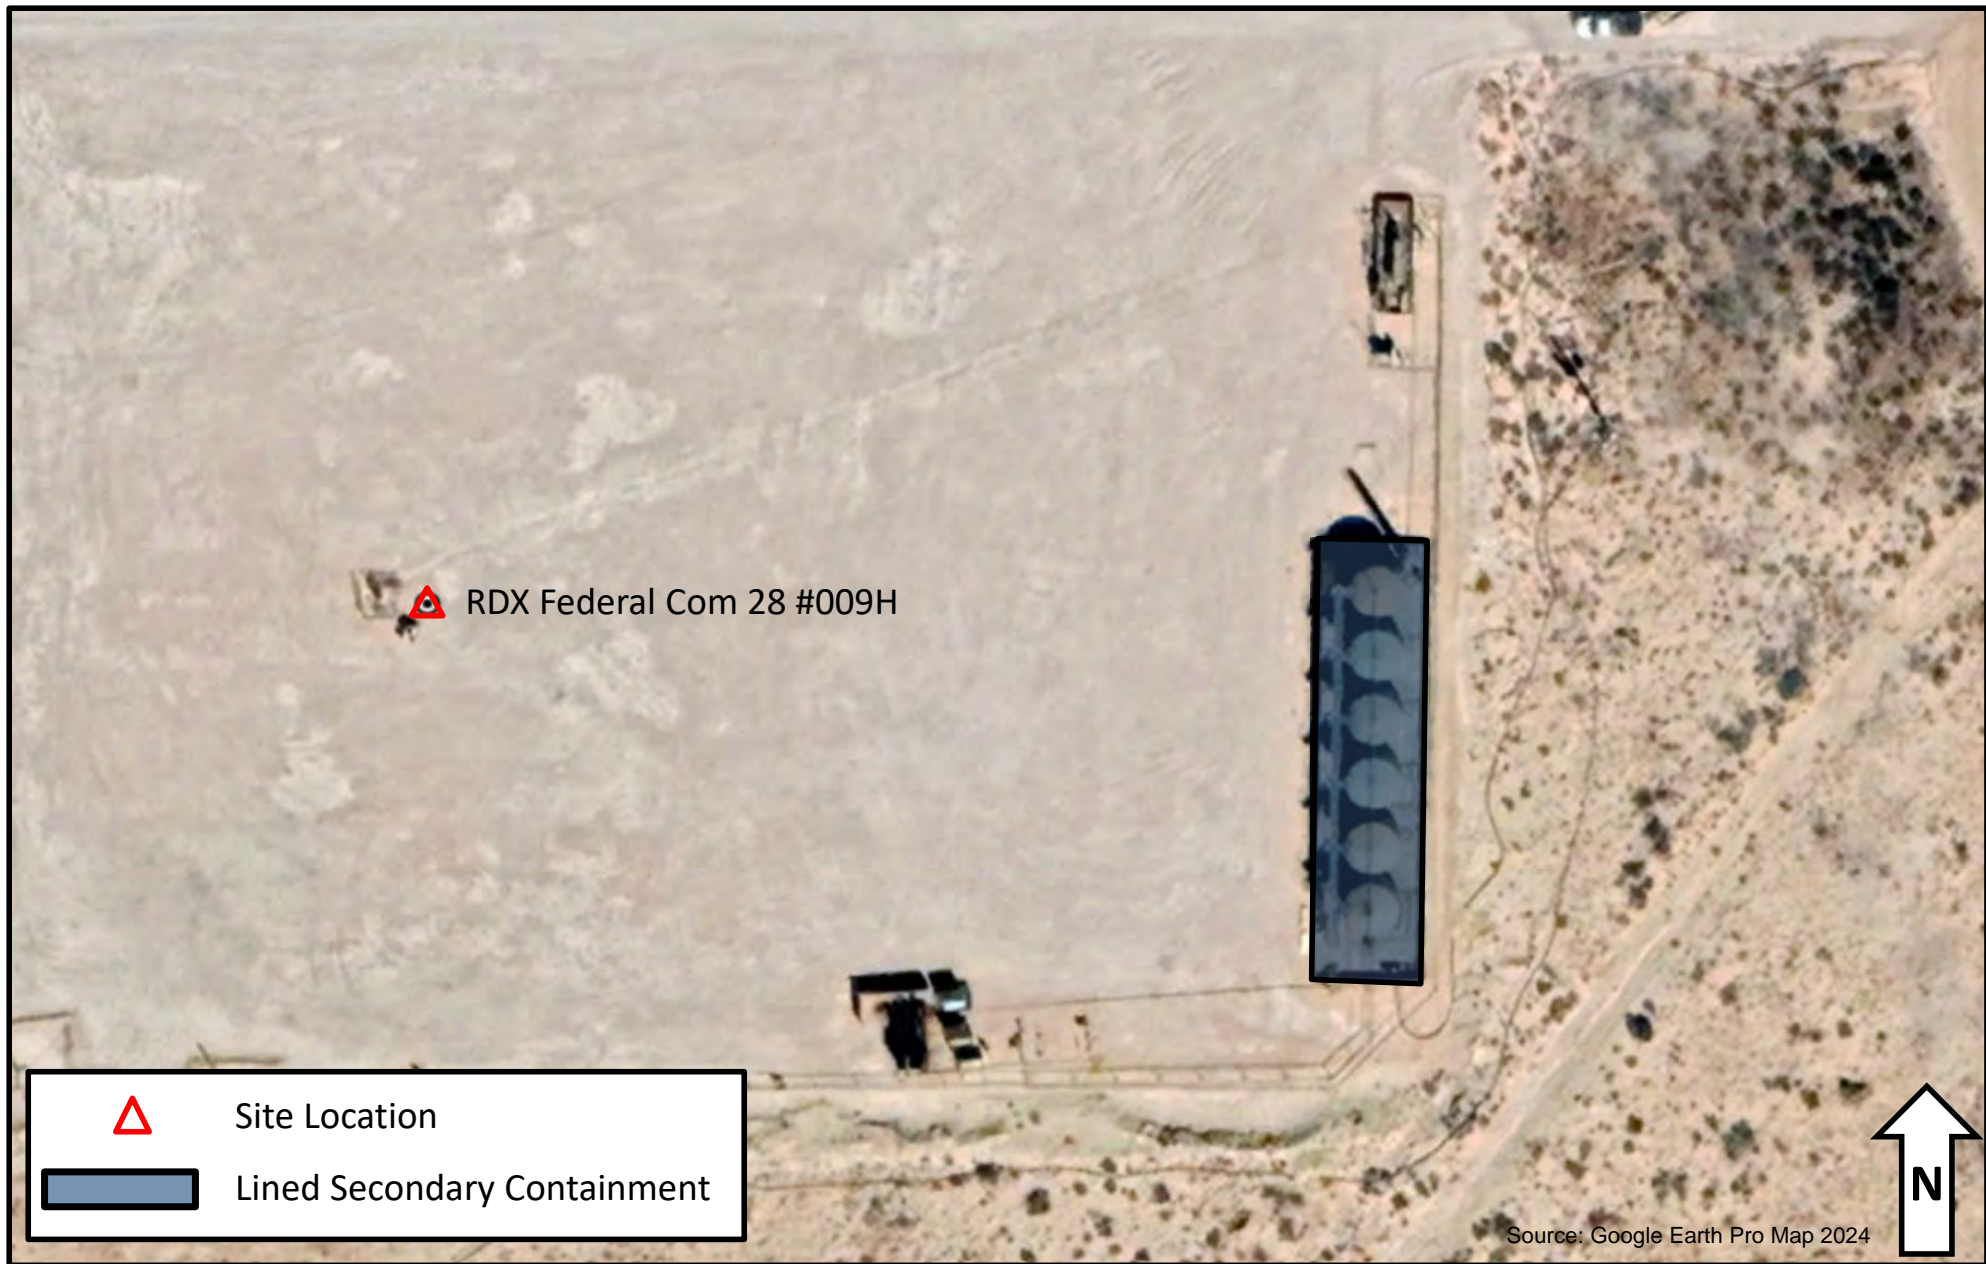 RDX Federal Com 28 #009H
Site Location
Lined Secondary Containment
N
Source: Google Earth Pro Map 2024